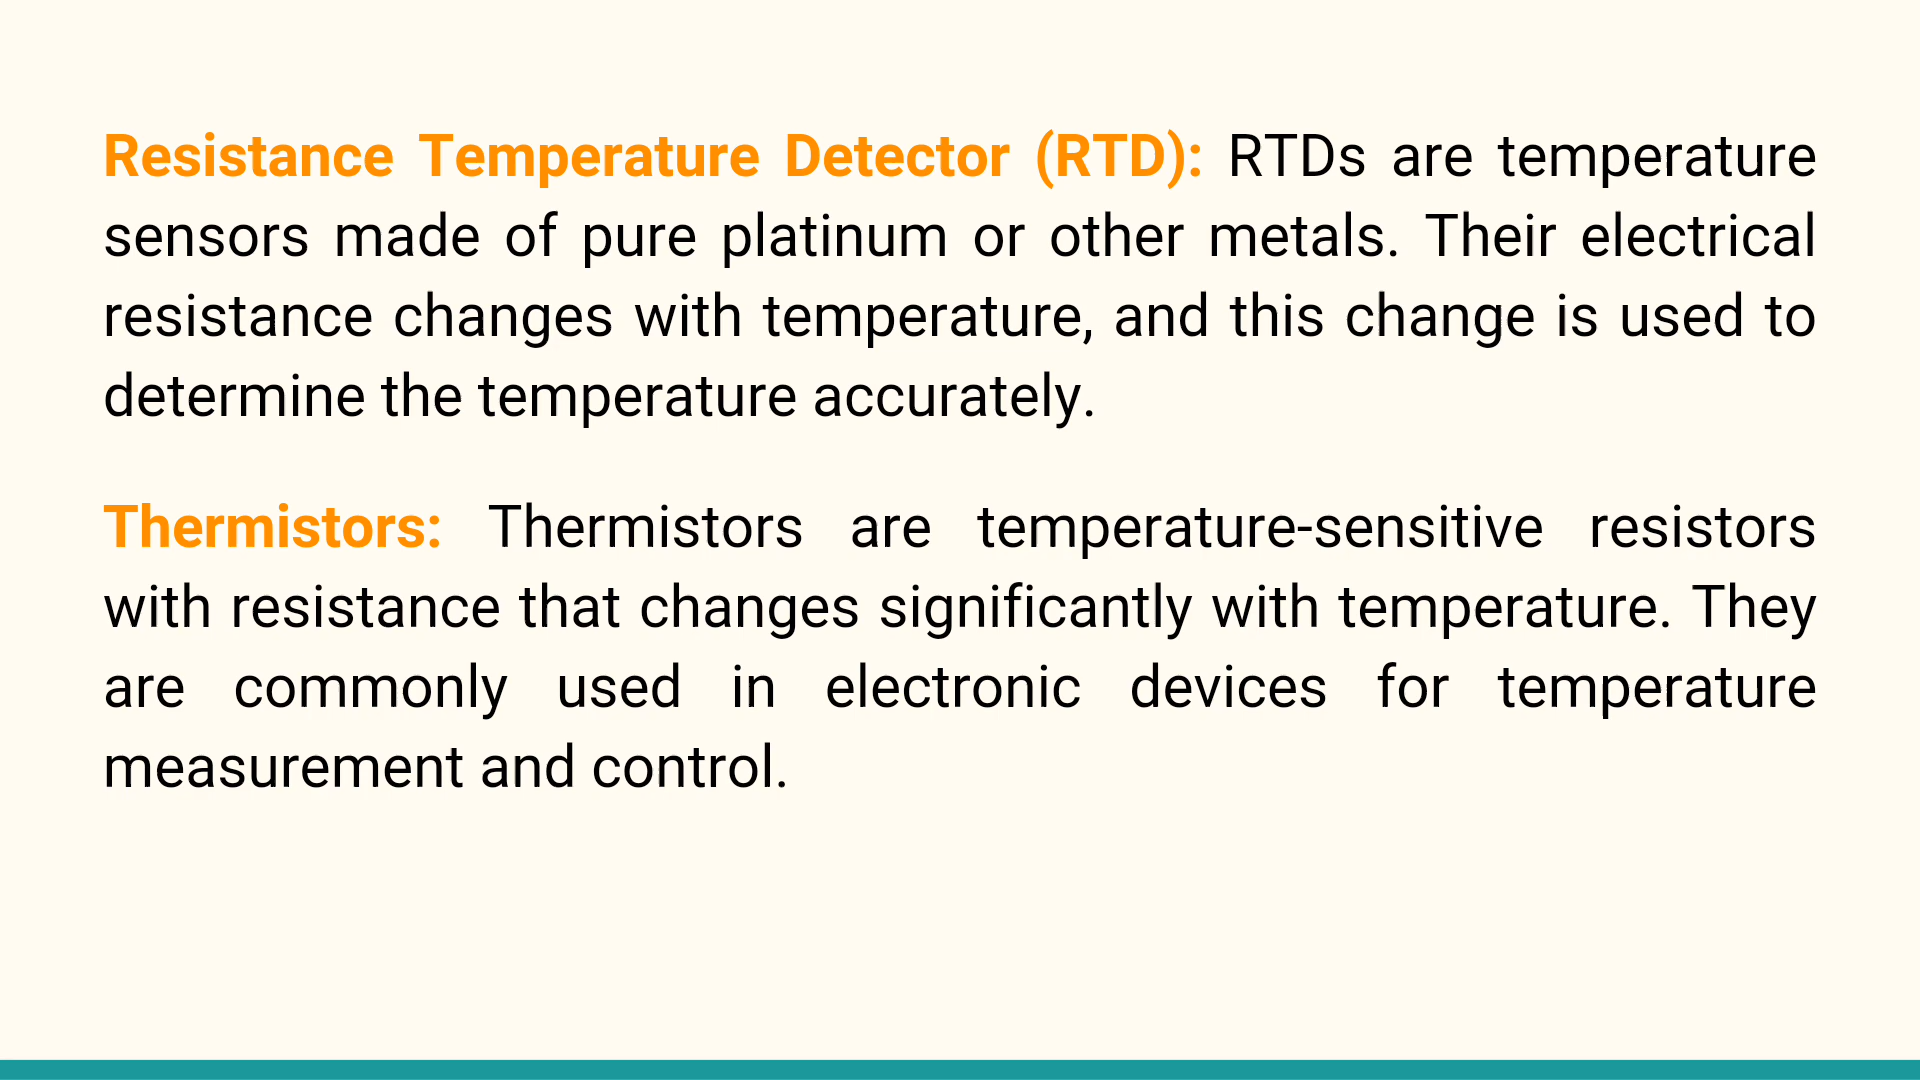 Resistance Temperature Detector (RTD): RTDs are temperature
sensors made of pure platinum or other metals. Their electrical
resistance changes with temperature, and this change is used to
determine the temperature accurately.
Thermistors: Thermistors are temperature-sensitive resistors
with resistance that changes significantly with temperature. They
are commonly used in electronic devices for temperature
measurement and control.